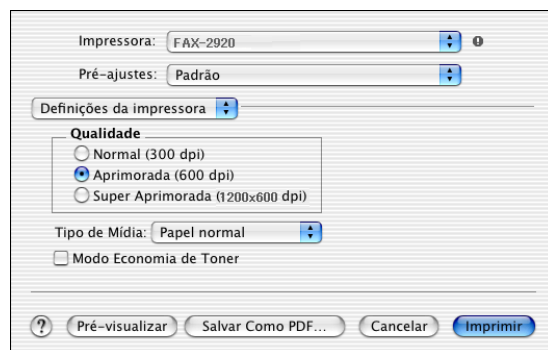 Impressora: FAX-2920
Pré-ajustes: Padrão
Definições da impressora
Qualidade
Normal (300 dpi)
Aprimorada (600 dpi)
Super Aprimorada (1200x600 dpi)
Tipo de Mídia: Papel normal
Modo Economia de Toner
? Pré-visualizar Salvar Como PDF... Cancelar Imprimir